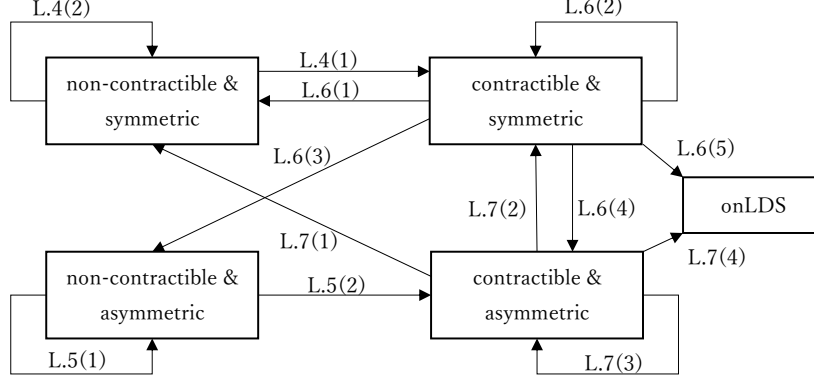 L.4(2)
L.6(2)
non-contractible &
symmetric
L.4(1)
L.6(1)
contractible &
symmetric
L.6(3)
L.6(5)
L.7(2)
L.6(4)
onLDS
L.7(1)
L.7(4)
non-contractible &
asymmetric
L.5(2)
contractible &
asymmetric
L.5(1)
L.7(3)